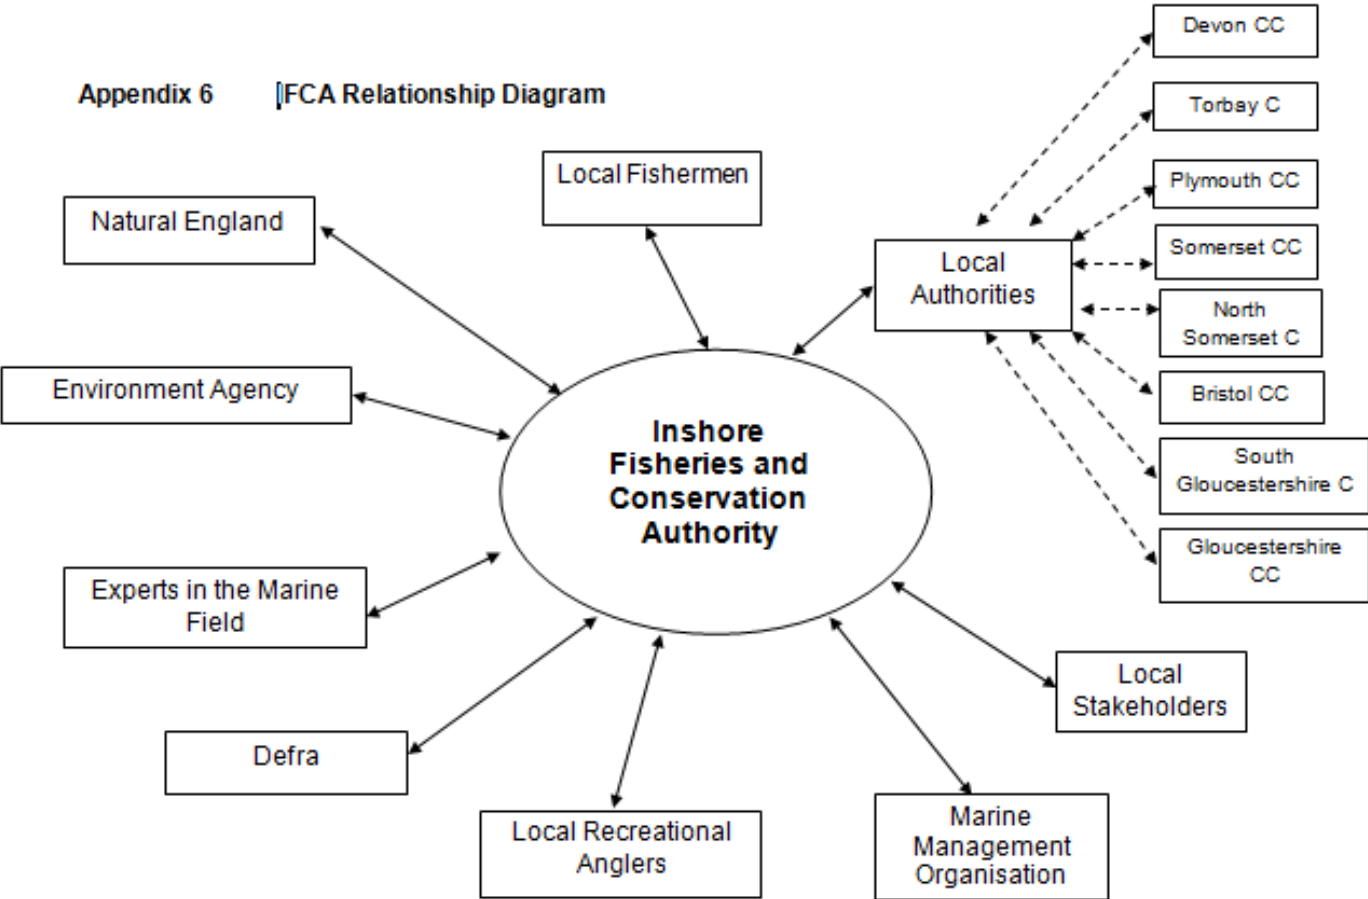 Devon CC
Appendix 6 IFCA Relationship Diagram
Torbay C
Local Fishermen
Plymouth CC
Natural England
Somerset CC
Local
Authorities
North
Somerset C
Environment Agency
Bristol CC
Inshore
Fisheries and
Conservation
Authority
South
Gloucestershire C
Gloucestershire
CC
Experts in the Marine
Field
Local
Stakeholders
Defra
Local Recreational
Anglers
Marine
Management
Organisation